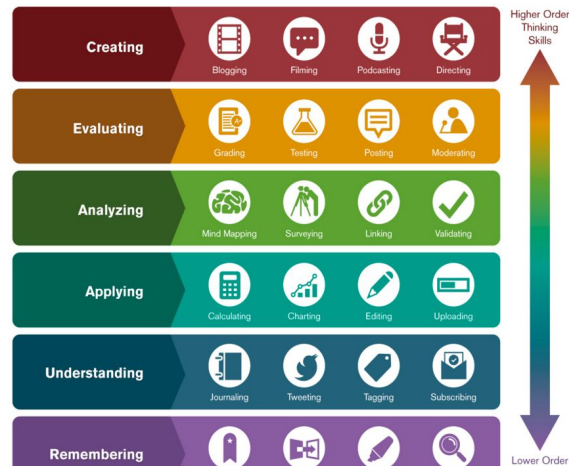 Higher Order
Thinking
Skills
Creating
Blogging
Filming
Podcasting
Directing
Evaluating
A+
Grading
Testing
Posting
Moderating
Analyzing
Mind Mapping
Surveying
Linking
Validating
Applying
Calculating
Charting
Editing
Uploading
Understanding
Journaling
Tweeting
Tagging
Subscribing
Remembering
Lower Order